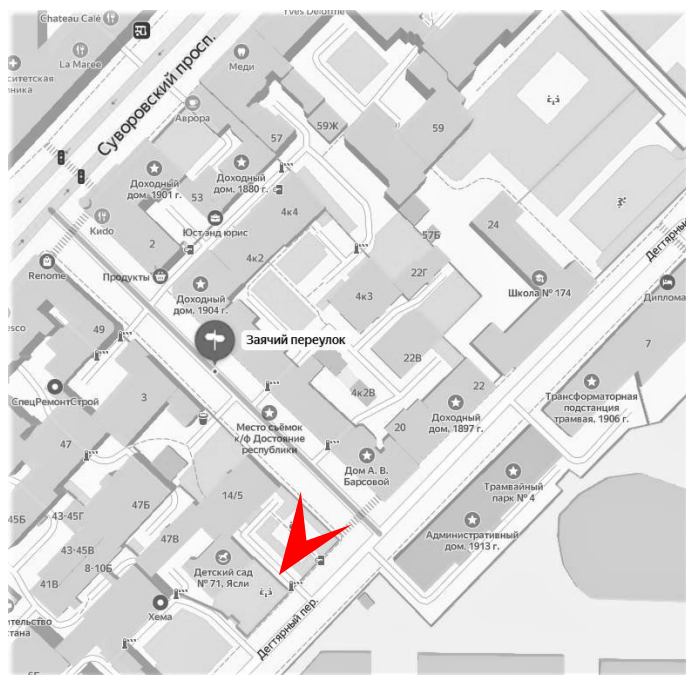 Chateau Café
Yves Delorme
La Maree
Суворовский просп.
Меди
Аврора
57
59Ж
59
Доходный
дом. 1901 г.
Доходный
дом. 1880 г.
53
4к4
Кидо
2
Юст энд юрис
57Б
24
Дегтярный
4к2
22Г
Renome
Продукты
Школа № 174
Диплома
Доходный
дом. 1904 г.
4к3
49
Заячий переулок
7
22В
СпецРемонтСтрой
3
4к2В
22
Трансформаторная
подстанция
трамвая, 1906 г.
Место съёмок
к/ф Достояние
республики
20
Доходный
дом. 1897 г.
47
Дом А. В.
Барсовой
Трамвайный
парк № 4
14/5
47Б
45Б
43-45Г
Административный
дом. 1913 г.
47В
43-45В
8-10Б
41В
Детский сад
№ 71, Ясли
Хема
Дегтярный пер.